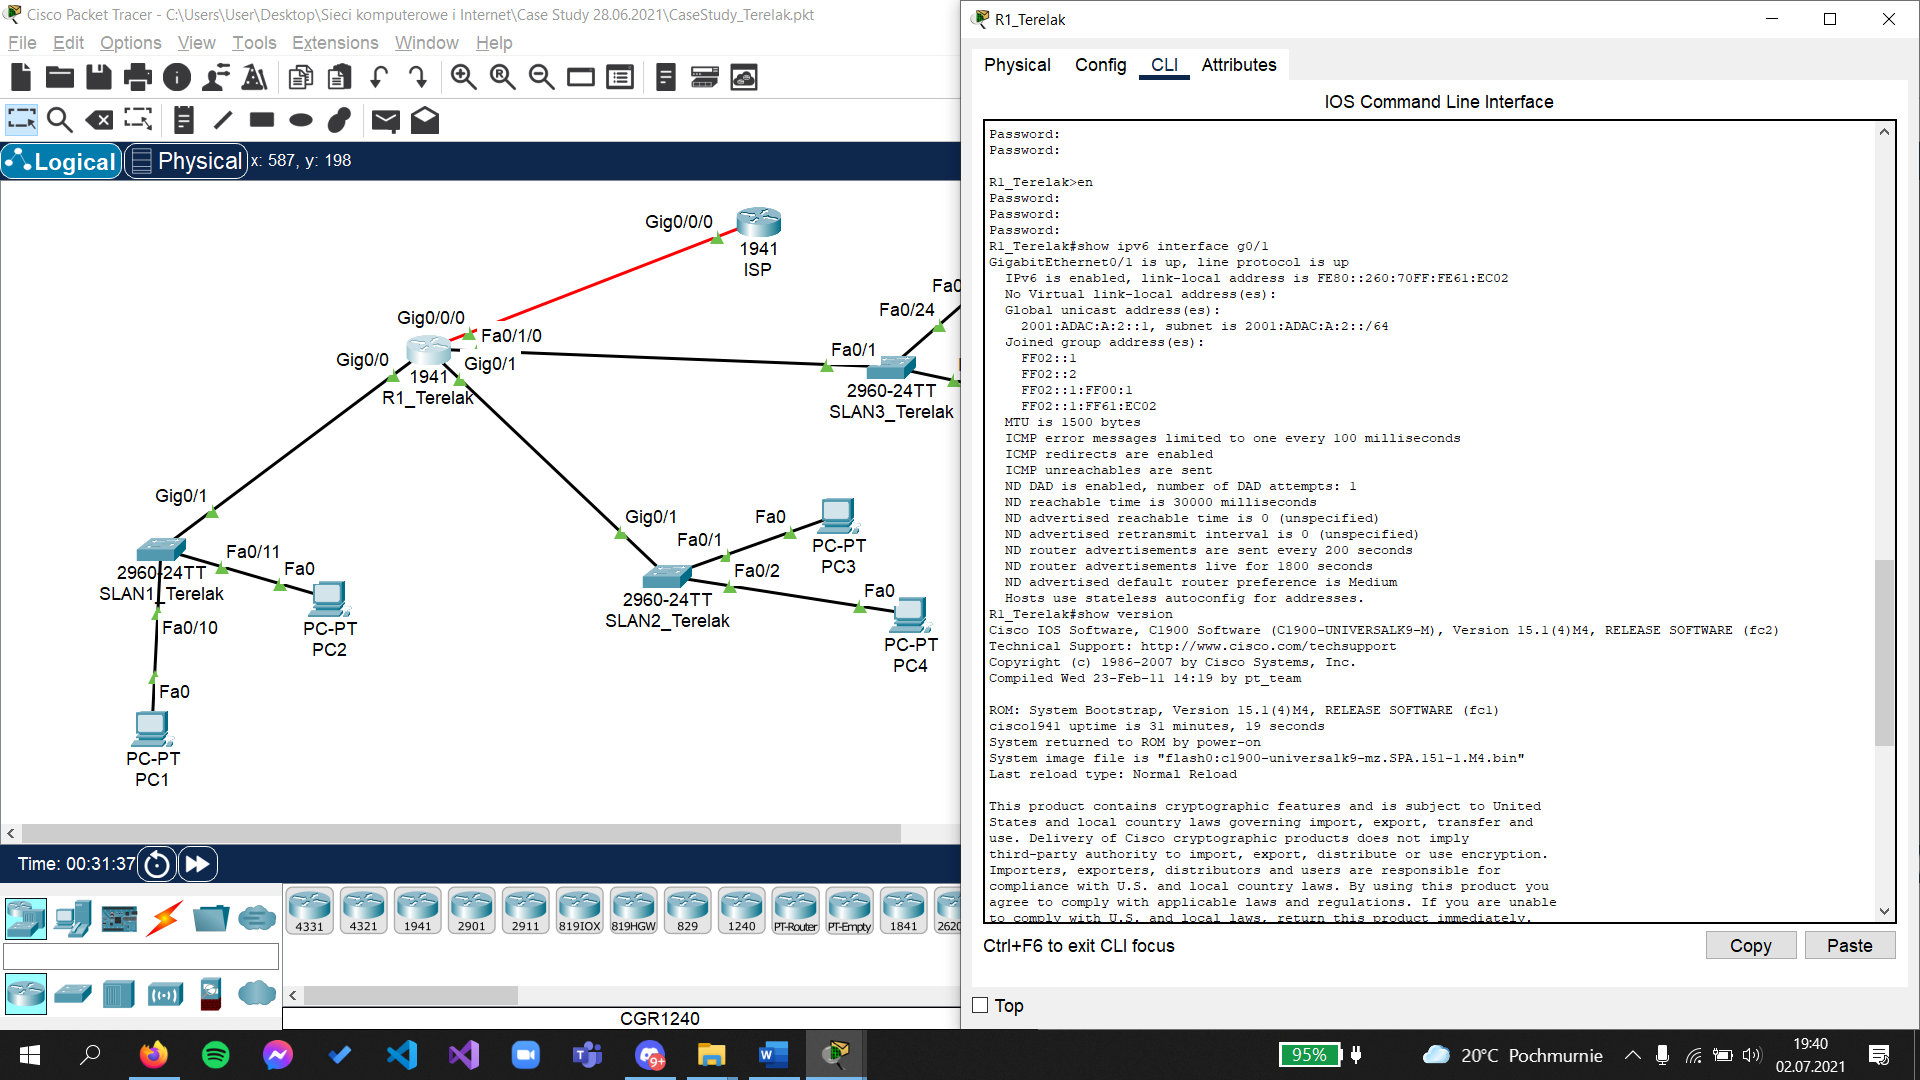 Cisco Packet Tracer - C:\Users\User\Desktop\Sieci komputerowe i Internet\Case Study 28.06.2021\CaseStudy_Terelak.pkt
File Edit Options View Tools Extensions Window Help
Logical Physical x: 587, y: 198
Gig0/0/0
1941
ISP
Fa0
Fa0/24
Gig0/0/0
Fa0/1/0
Gig0/0
Gig0/1
1941
R1_Terelak
Fa0/1
2960-24TT
SLAN3_Terelak
Gig0/1
Fa0/11
Fa0
2960-24TT
SLAN1_Terelak
Fa0/10
PC-PT
PC2
Fa0
PC-PT
PC1
Gig0/1
Fa0/1
Fa0
PC-PT
PC3
Fa0/2
Fa0
2960-24TT
SLAN2_Terelak
PC-PT
PC4
Time: 00:31:37
4331 4321 1941 2901 2911 819IOX 819HGW 829 1240 PT-Router PT-Empty 1841 2620
CGR1240
R1_Terelak
Physical Config CLI Attributes
IOS Command Line Interface
Password:
Password:
R1_Terelak>en
Password:
Password:
Password:
R1_Terelak#show ipv6 interface g0/1
GigabitEthernet0/1 is up, line protocol is up
IPv6 is enabled, link-local address is FE80::260:70FF:FE61:EC02
No Virtual link-local address(es):
Global unicast address(es):
2001:ADAC:A:2::1, subnet is 2001:ADAC:A:2::/64
Joined group address(es):
FF02::1
FF02::2
FF02::1:FF00:1
FF02::1:FF61:EC02
MTU is 1500 bytes
ICMP error messages limited to one every 100 milliseconds
ICMP redirects are enabled
ICMP unreachables are sent
ND DAD is enabled, number of DAD attempts: 1
ND reachable time is 30000 milliseconds
ND advertised reachable time is 0 (unspecified)
ND advertised retransmit interval is 0 (unspecified)
ND router advertisements are sent every 200 seconds
ND router advertisements live for 1800 seconds
ND advertised default router preference is Medium
Hosts use stateless autoconfig for addresses.
R1_Terelak#show version
Cisco IOS Software, C1900 Software (C1900-UNIVERSALK9-M), Version 15.1(4)M4, RELEASE SOFTWARE (fc2)
Technical Support: http://www.cisco.com/techsupport
Copyright (c) 1986-2007 by Cisco Systems, Inc.
Compiled Wed 23-Feb-11 14:19 by pt_team
ROM: System Bootstrap, Version 15.1(4)M4, RELEASE SOFTWARE (fc1)
cisco1941 uptime is 31 minutes, 19 seconds
System returned to ROM by power-on
System image file is "flash0:c1900-universalk9-mz.SPA.151-1.M4.bin"
Last reload type: Normal Reload
This product contains cryptographic features and is subject to United
States and local country laws governing import, export, transfer and
use. Delivery of Cisco cryptographic products does not imply
third-party authority to import, export, distribute or use encryption.
Importers, exporters, distributors and users are responsible for
compliance with U.S. and local country laws. By using this product you
agree to comply with applicable laws and regulations. If you are unable
to comply with U.S. and local laws, return this product immediately.
Ctrl+F6 to exit CLI focus
Copy Paste
Top
9+
95%
20°C Pochmurnie
19:40
02.07.2021